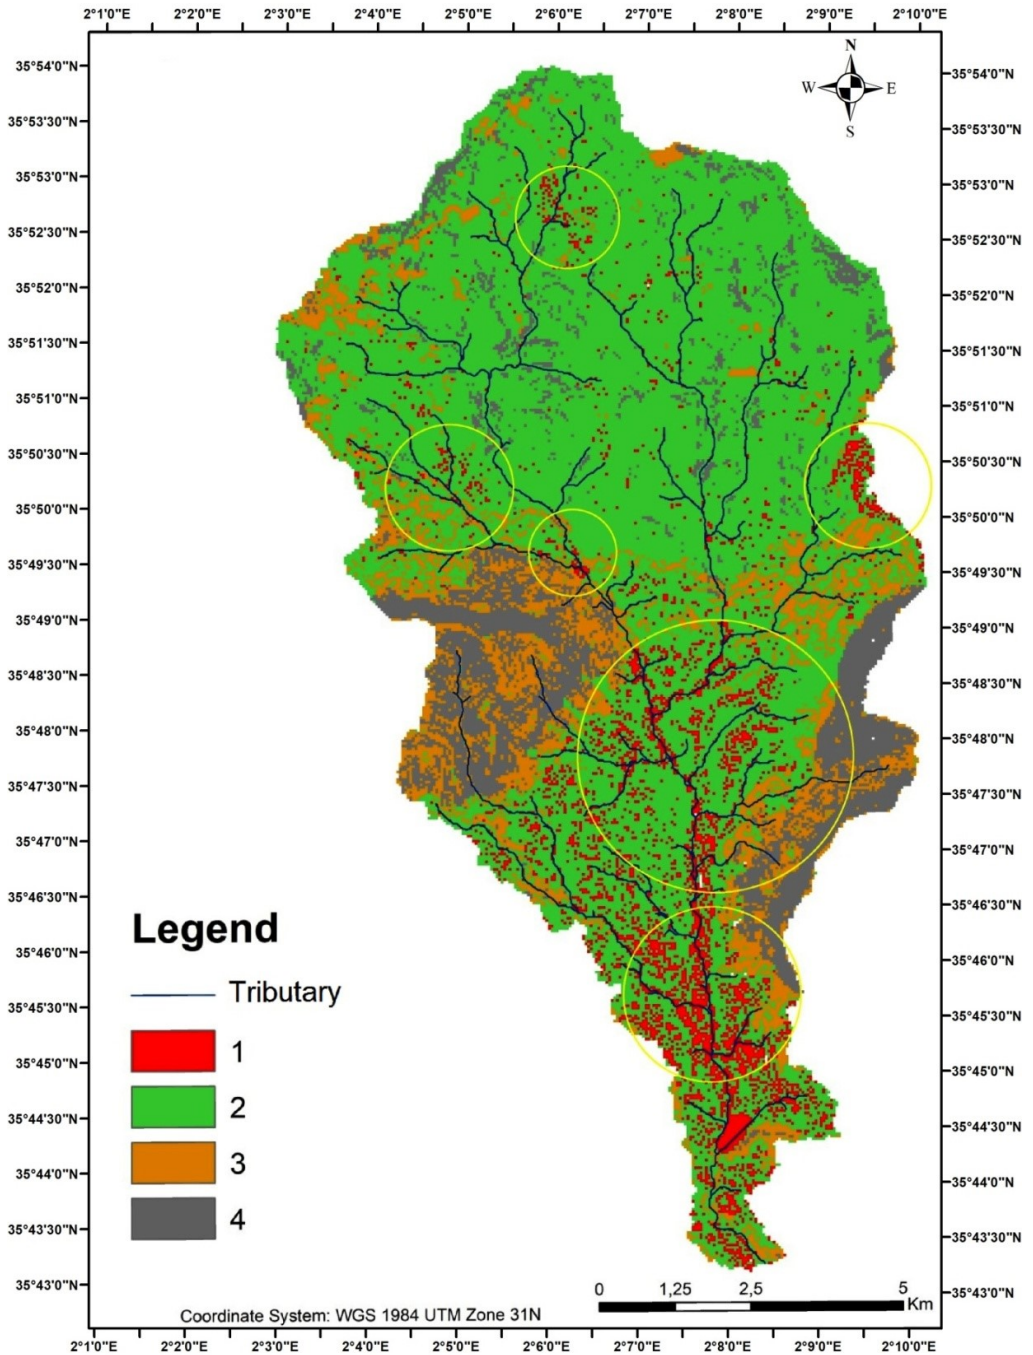 2°1'0"E 2°2'0"E 2°3'0"E 2°4'0"E 2°5'0"E 2°6'0"E 2°7'0"E 2°8'0"E 2°9'0"E 2°10'0"E
N
W E
S
35°54'0"N 35°54'0"N
35°53'30"N 35°53'30"N
35°53'0"N 35°53'0"N
35°52'30"N 35°52'30"N
35°52'0"N 35°52'0"N
35°51'30"N 35°51'30"N
35°51'0"N 35°51'0"N
35°50'30"N 35°50'30"N
35°50'0"N 35°50'0"N
35°49'30"N 35°49'30"N
35°49'0"N 35°49'0"N
35°48'30"N 35°48'30"N
35°48'0"N 35°48'0"N
35°47'30"N 35°47'30"N
35°47'0"N 35°47'0"N
35°46'30"N 35°46'30"N
35°46'0"N 35°46'0"N
35°45'30"N 35°45'30"N
35°45'0"N 35°45'0"N
35°44'30"N 35°44'30"N
35°44'0"N 35°44'0"N
35°43'30"N 35°43'30"N
35°43'0"N 35°43'0"N
Legend
Tributary
1
2
3
4
0 1,25 2,5 5
Km
Coordinate System: WGS 1984 UTM Zone 31N
2°1'0"E 2°2'0"E 2°3'0"E 2°4'0"E 2°5'0"E 2°6'0"E 2°7'0"E 2°8'0"E 2°9'0"E 2°10'0"E